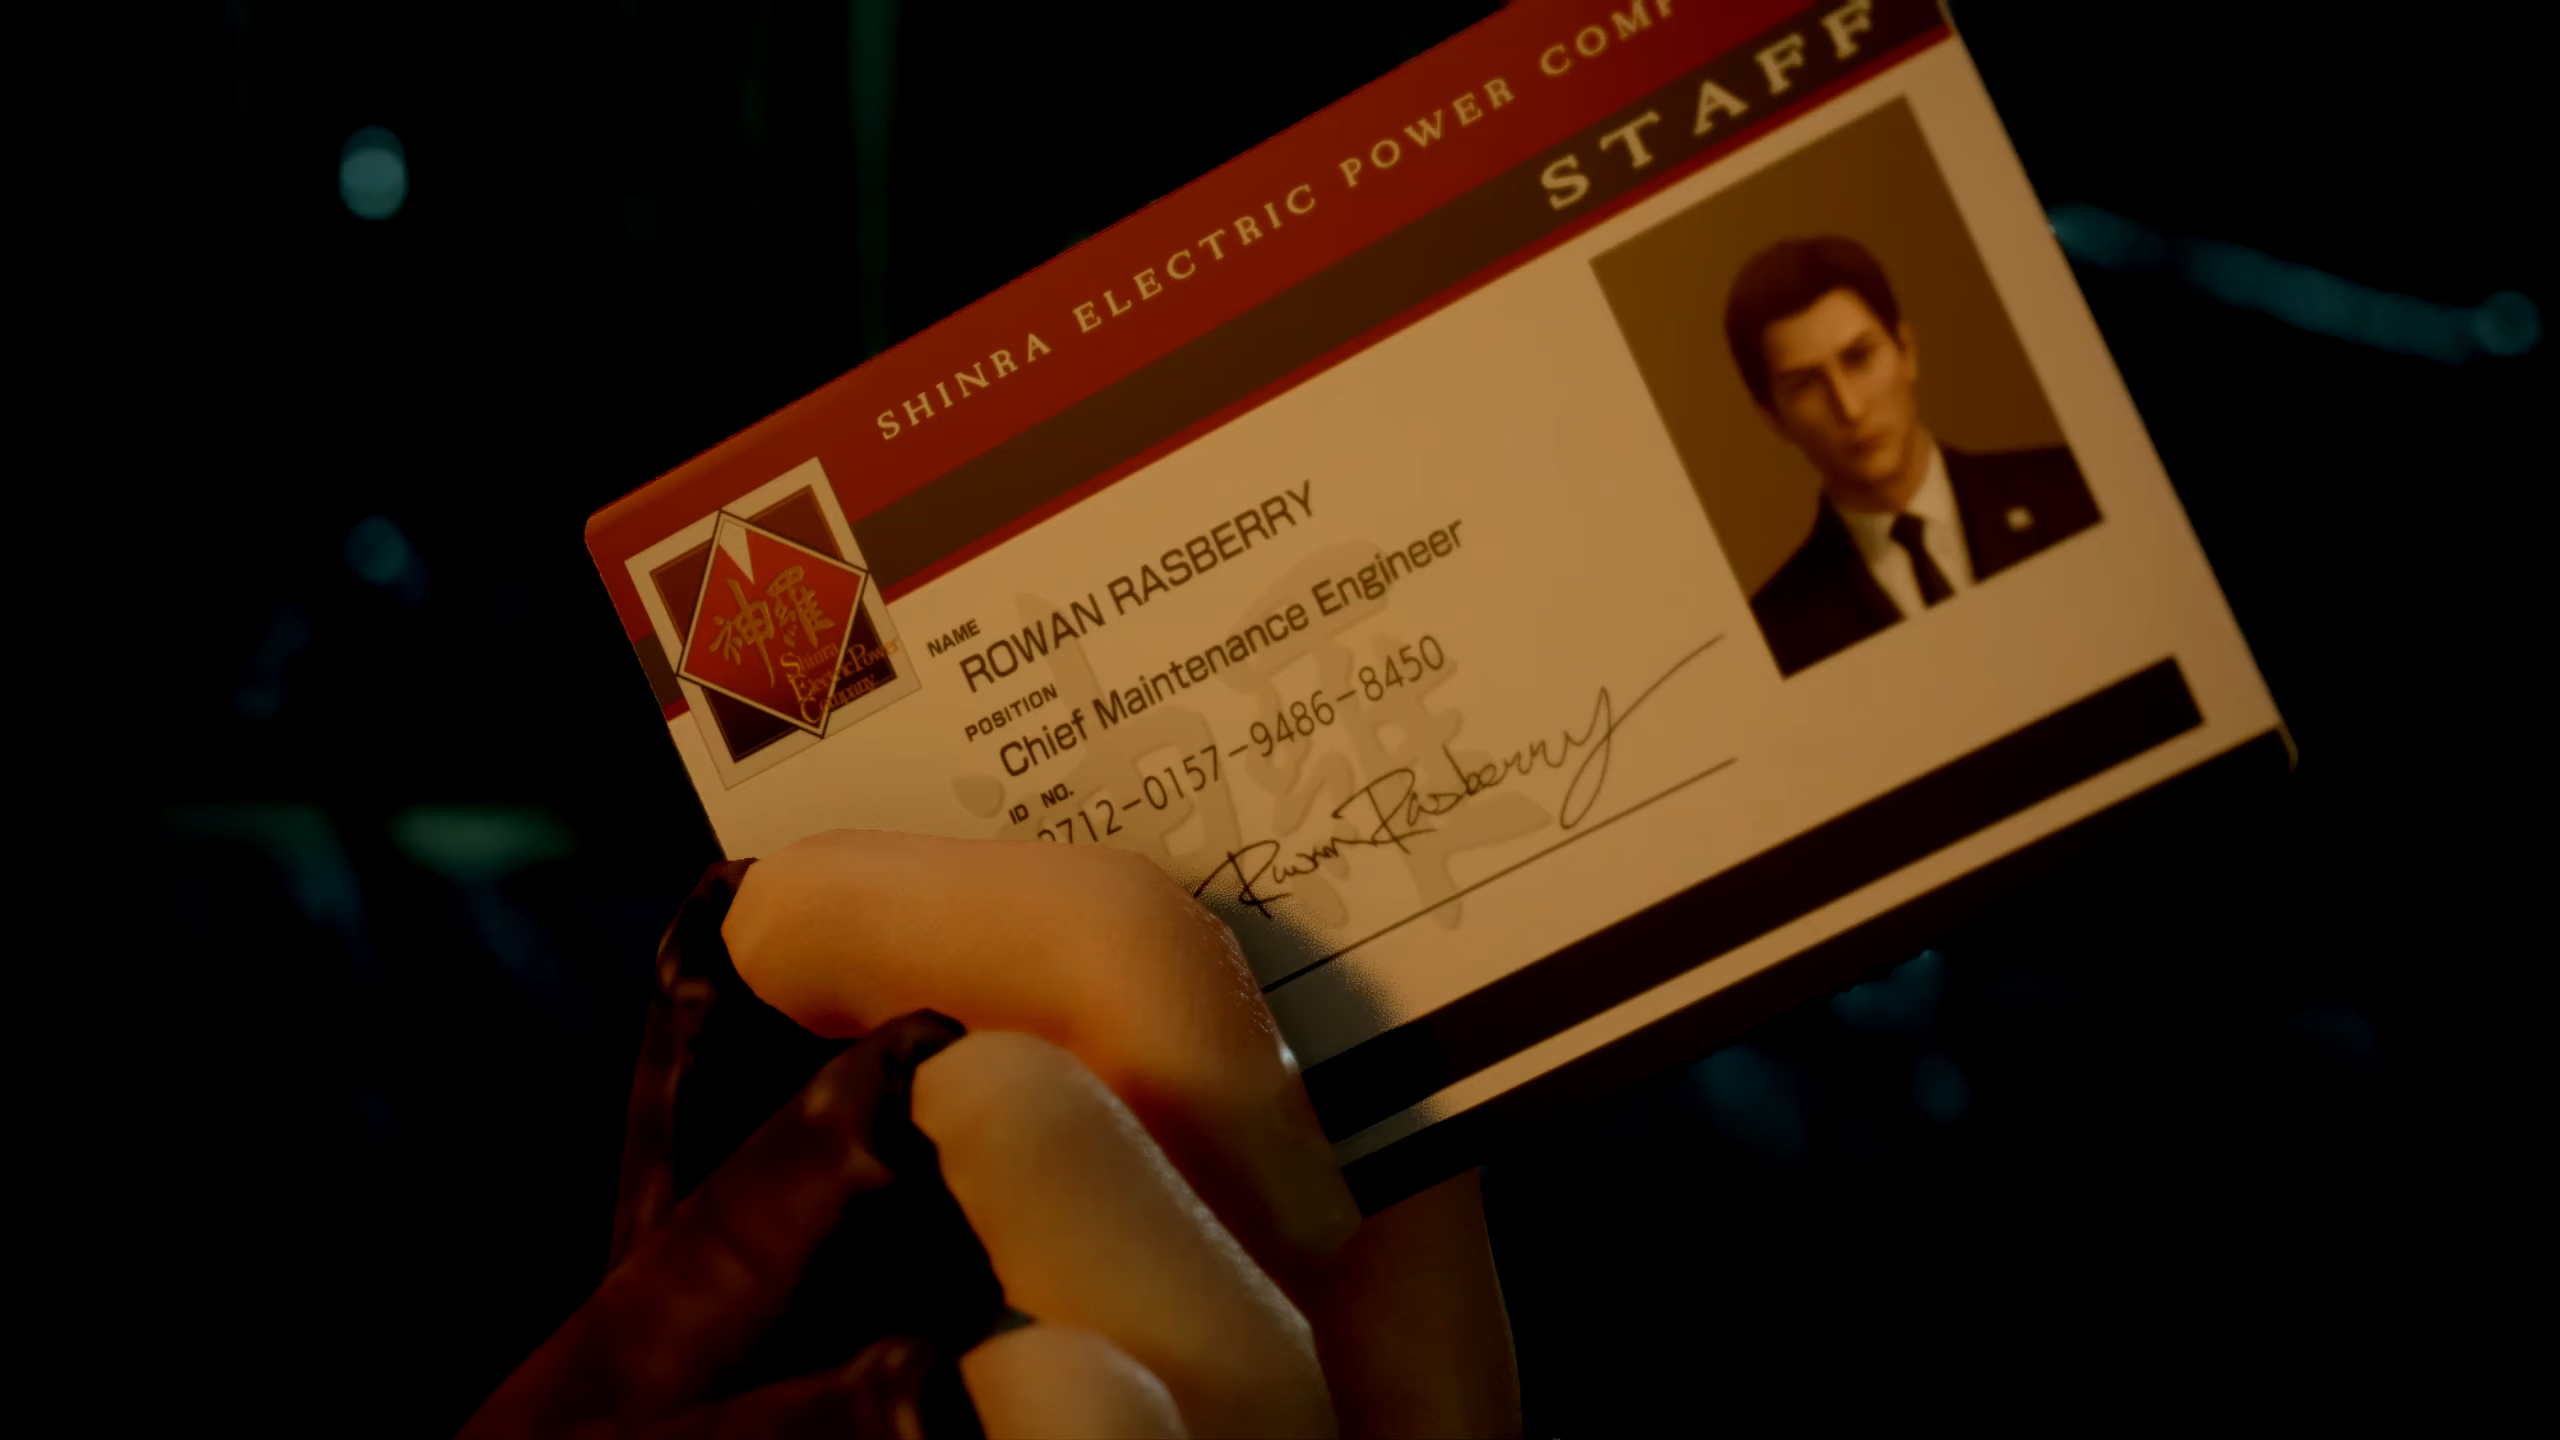 SHINRA ELECTRIC POWER COMP
STAFF
神羅
Shinra
Electric Power
Company
NAME
ROWAN RASBERRY
POSITION
Chief Maintenance Engineer
ID NO.
2712-0157-9486-8450
Rowan Rasberry